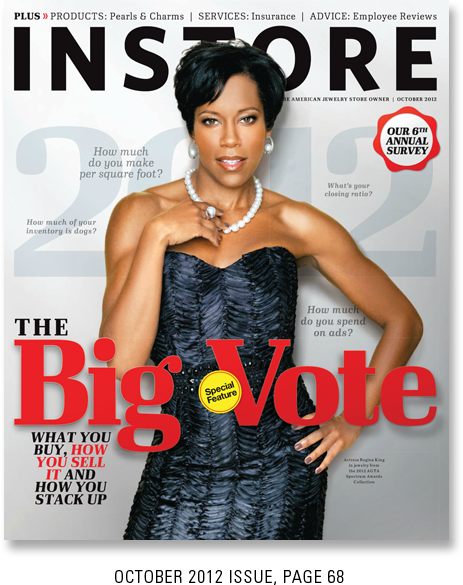 PLUS » PRODUCTS: Pearls & Charms | SERVICES: Insurance | ADVICE: Employee Reviews
INSTORE
THE AMERICAN JEWELRY STORE OWNER | OCTOBER 2012
OUR 6TH
ANNUAL
SURVEY
2012
How much
do you make
per square foot?
What's your
closing ratio?
How much of your
inventory is dogs?
How much
do you spend
on ads?
THE
Big Vote
Special
Feature
WHAT YOU
BUY, HOW
YOU SELL
IT AND
HOW YOU
STACK UP
Actress Regina King
in jewelry from
the 2012 AGTA
Spectrum Awards
Collection
OCTOBER 2012 ISSUE, PAGE 68